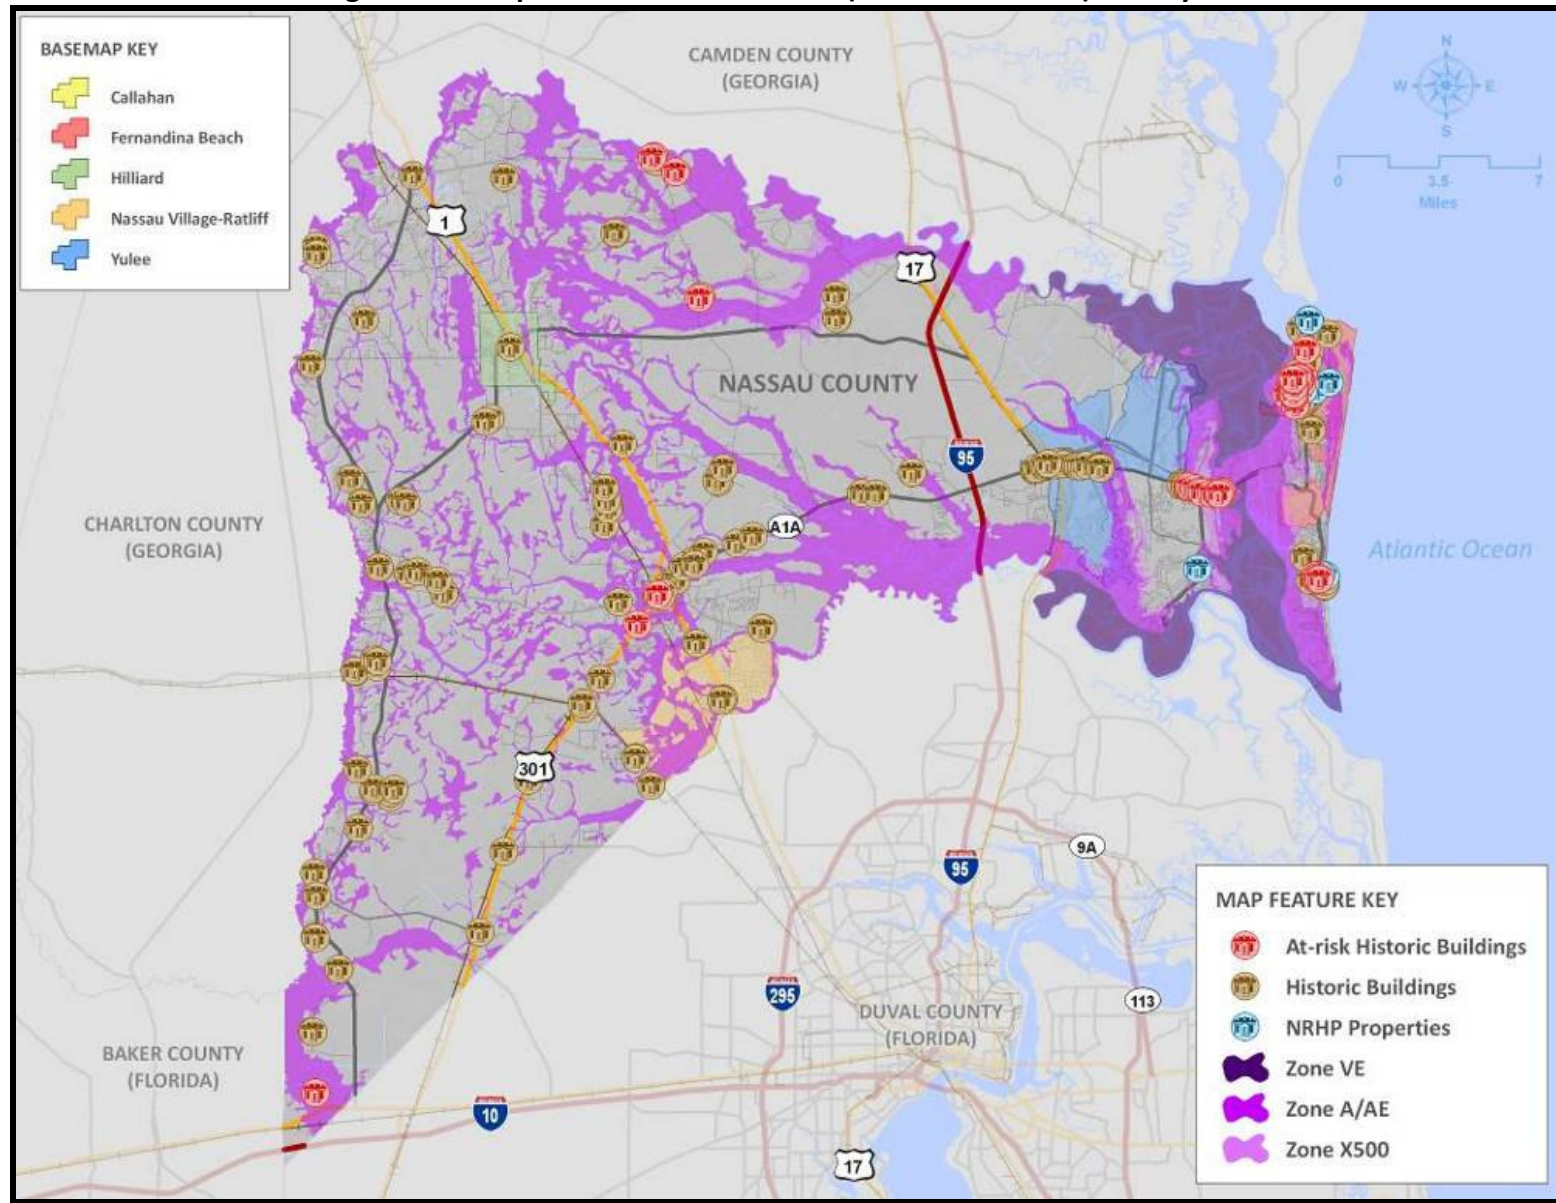 BASEMAP KEY
Callahan
Fernandina Beach
Hilliard
Nassau Village-Ratliff
Yulee
CAMDEN COUNTY
(GEORGIA)
N
W
E
S
0
3.5
7
Miles
1
17
NASSAU COUNTY
95
A1A
CHARLTON COUNTY
(GEORGIA)
Atlantic Ocean
301
9A
95
295
113
DUVAL COUNTY
(FLORIDA)
BAKER COUNTY
(FLORIDA)
10
17
MAP FEATURE KEY
At-risk Historic Buildings
Historic Buildings
NRHP Properties
Zone VE
Zone A/AE
Zone X500